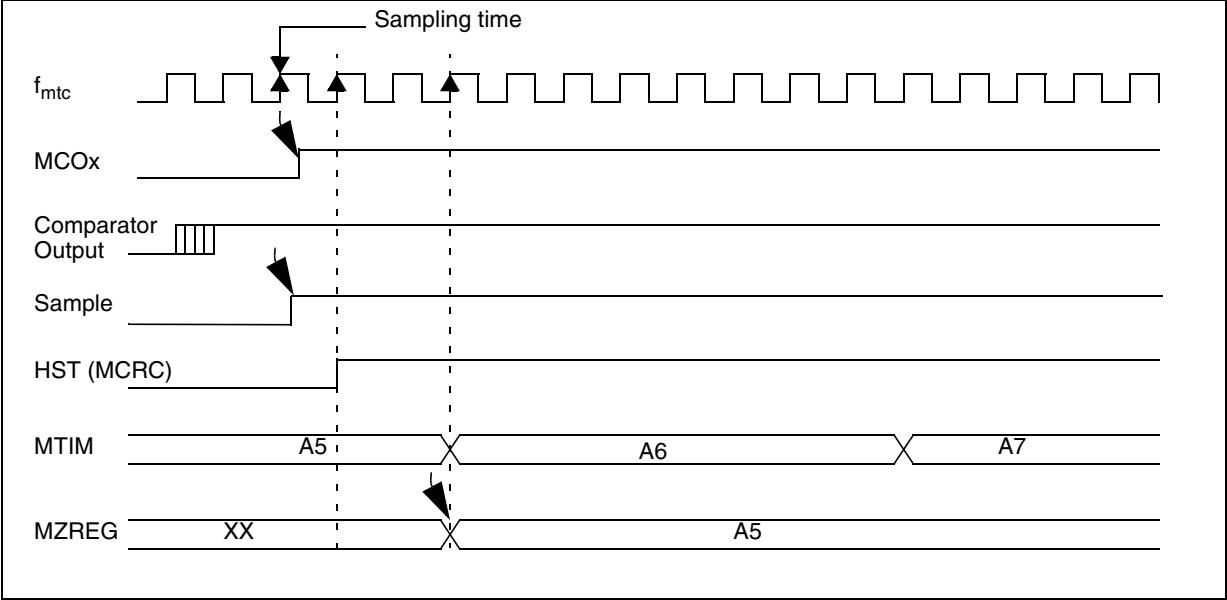 Sampling time
fmtc
MCOx
Comparator
Output
Sample
HST (MCRC)
MTIM
A5
A6
A7
MZREG
XX
A5